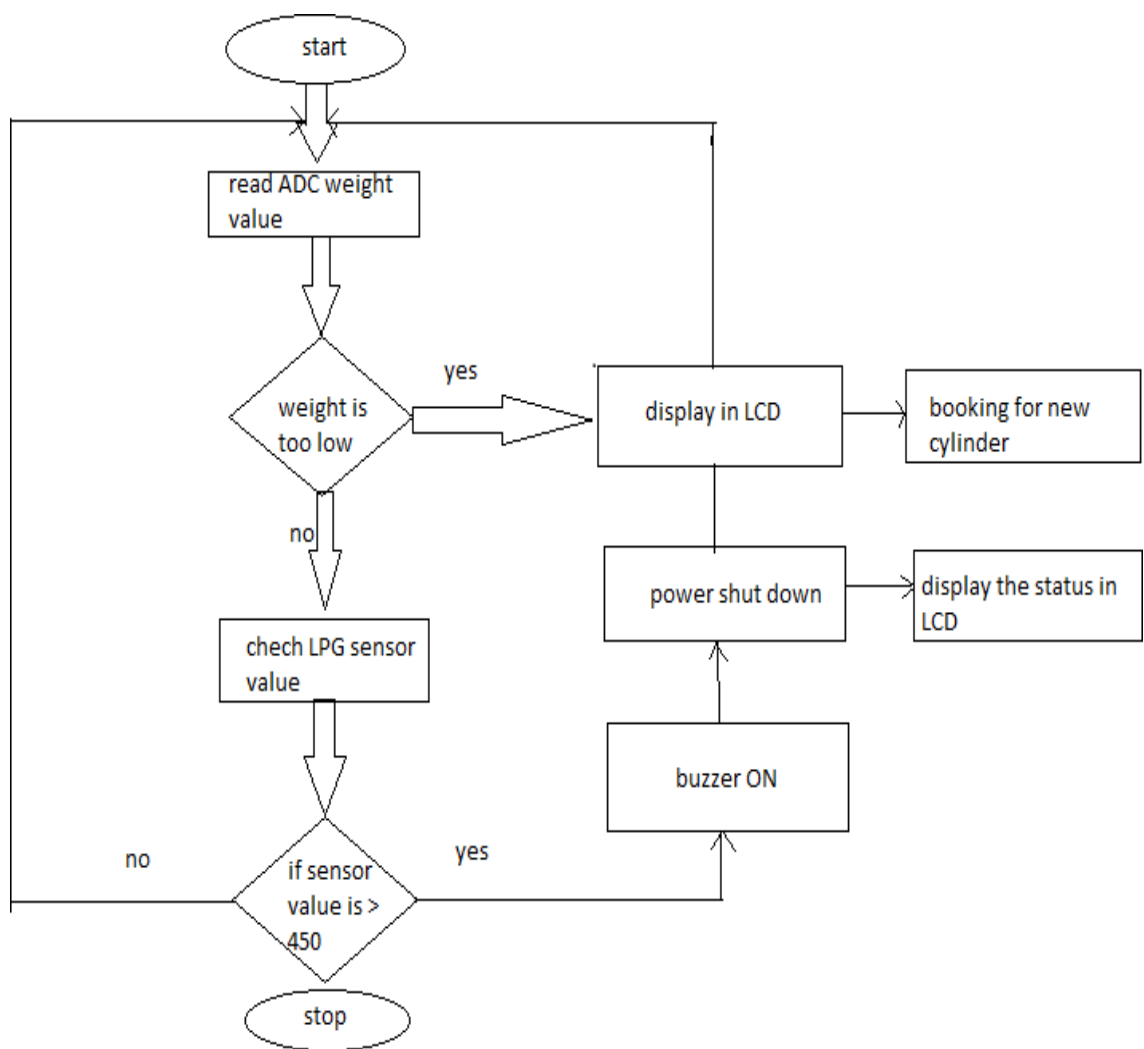 start
read ADC weight
value
yes
weight is
too low
display in LCD
booking for new
cylinder
no
power shut down
display the status in
LCD
chech LPG sensor
value
buzzer ON
no
yes
if sensor
value is >
450
stop